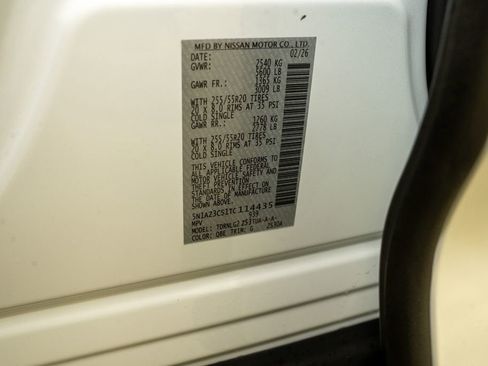 MFD BY NISSAN MOTOR CO., LTD.
DATE: 02/26
GVWR: 2540 KG
5600 LB
GAWR FR.: 1365 KG
3009 LB
WITH 255/55R20 TIRES
20 X 8.0 RIMS AT 35 PSI
COLD SINGLE
GAWR RR.: 1260 KG
2778 LB
WITH 255/55R20 TIRES
20 X 8.0 RIMS AT 35 PSI
COLD SINGLE
THIS VEHICLE CONFORMS TO
ALL APPLICABLE FEDERAL
MOTOR VEHICLE SAFETY AND
THEFT PREVENTION
STANDARDS IN EFFECT ON
THE DATE OF MANUFACTURE
SHOWN ABOVE.
5N1AZ3CS1TC114435
MPV 939
MODEL:
COLOR: QBE TRIM: G